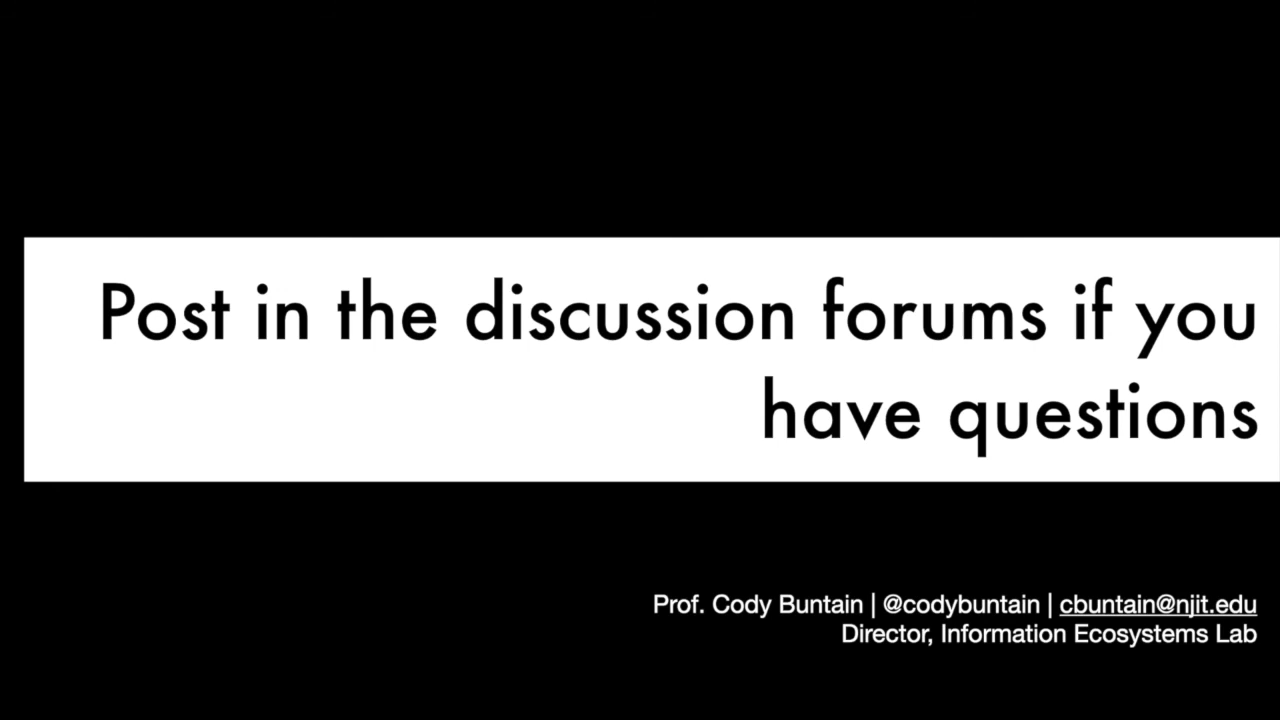 Post in the discussion forums if you
have questions
Prof. Cody Buntain | @codybuntain | cbuntain@njit.edu
Director, Information Ecosystems Lab